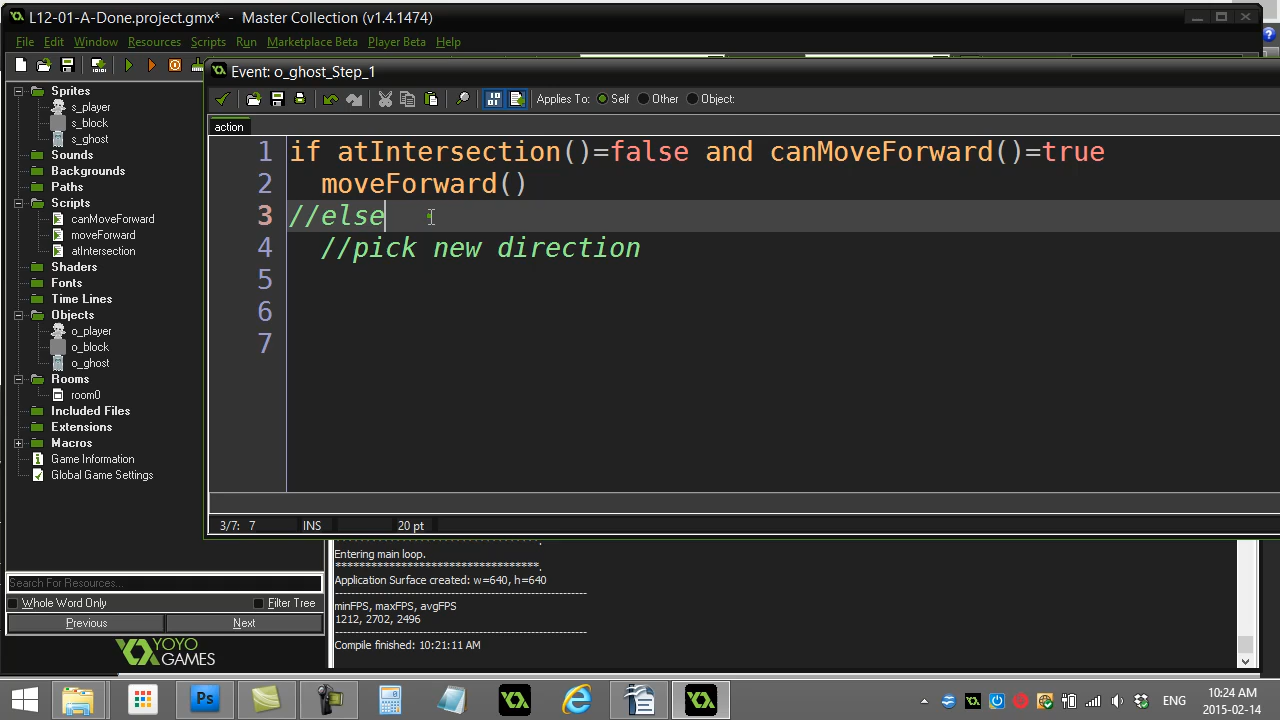 L12-01-A-Done.project.gmx* - Master Collection (v1.4.1474)
File Edit Window Resources Scripts Run Marketplace Beta Player Beta Help
Event: o_ghost_Step_1
Applies To: Self Other Object:
action
Sprites
s_player
s_block
s_ghost
Sounds
Backgrounds
Paths
Scripts
canMoveForward
moveForward
atIntersection
Shaders
Fonts
Time Lines
Objects
o_player
o_block
o_ghost
Rooms
room0
Included Files
Extensions
Macros
Game Information
Global Game Settings
1 if atIntersection()=false and canMoveForward()=true
2 moveForward()
3 //else
4 //pick new direction
5
6
7
3/7: 7 INS 20 pt
Search For Resources...
Whole Word Only Filter Tree
Previous Next
YOYO
GAMES
Entering main loop.
***********************************.
Application Surface created: w=640, h=640
minFPS, maxFPS, avgFPS
1212, 2702, 2496
Compile finished: 10:21:11 AM
Ps
ENG
10:24 AM
2015-02-14